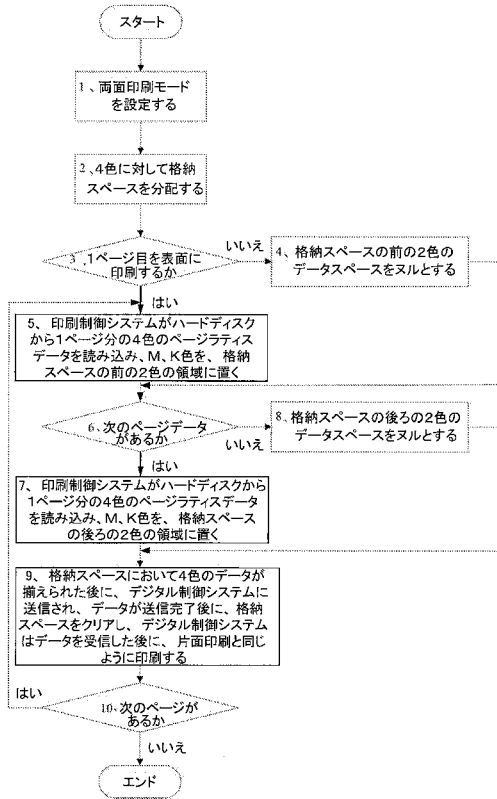 スタート
1、両面印刷モード
を設定する
2、4色に対して格納
スペースを分配する
3、1ページ目を表面に
印刷するか
いいえ
4、格納スペースの前の2色の
データスペースをヌルとする
はい
5、印刷制御システムがハードディスク
から1ページ分の4色のページラティス
データを読み込み、M、K色を、格納
スペースの前の2色の領域に置く
6、次のページデータ
があるか
いいえ
8、格納スペースの後ろの2色の
データスペースをヌルとする
はい
7、印刷制御システムがハードディスクから
1ページ分の4色のページラティスデータ
を読み込み、M、K色を、格納スペース
の後ろの2色の領域に置く
9、格納スペースにおいて4色のデータが
揃えられた後に、デジタル制御システムに
送信され、データが送信完了後に、格納
スペースをクリアし、デジタル制御システム
はデータを受信した後に、片面印刷と同じ
ように印刷する
はい
10、次のページが
あるか
いいえ
エンド